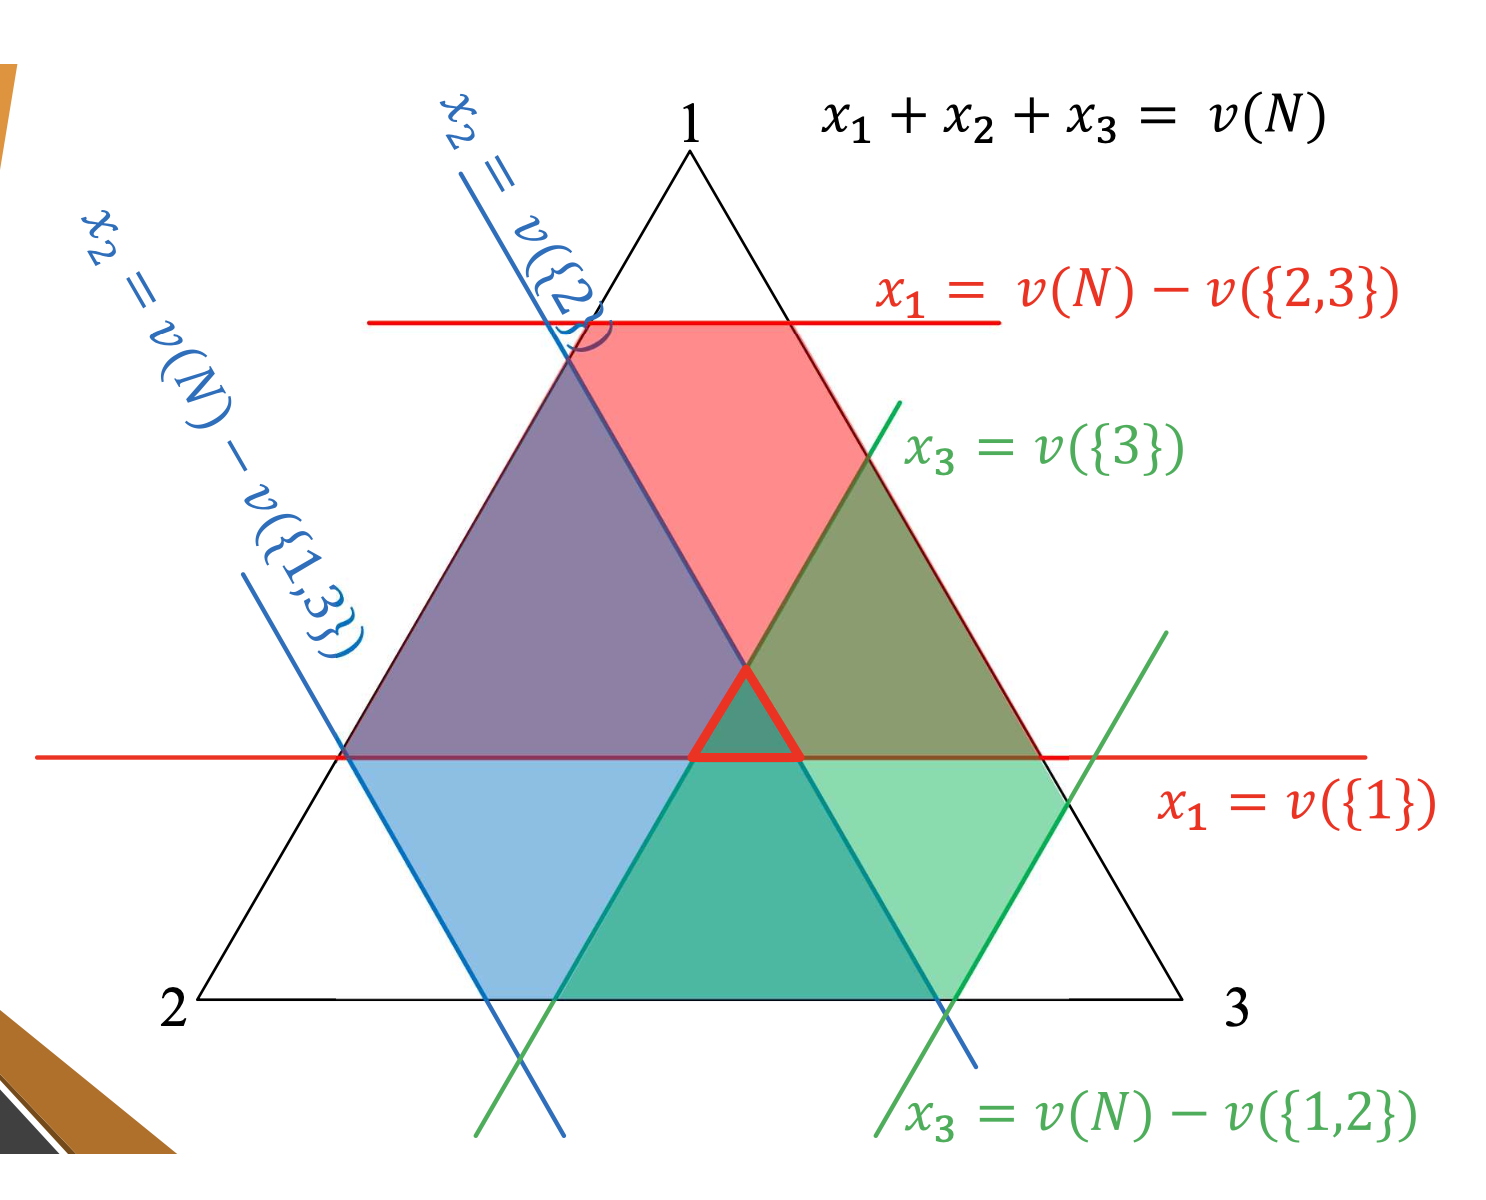 1
x₁ + x₂ + x₃ = v(N)
x₂ = v({2})
x₂ = v(N) − v({1,3})
x₁ = v(N) − v({2,3})
x₃ = v({3})
x₁ = v({1})
2
3
x₃ = v(N) − v({1,2})